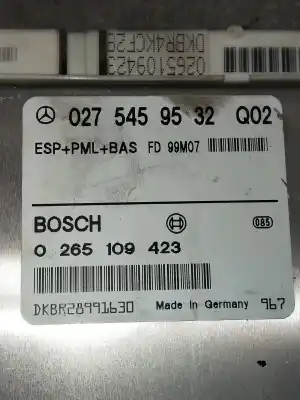 DKBR4KCF28
0265109423
027 545 95 32 Q02
ESP+PML+BAS FD 99M07
BOSCH
085
0 265 109 423
DKBR28991630
Made in Germany 967